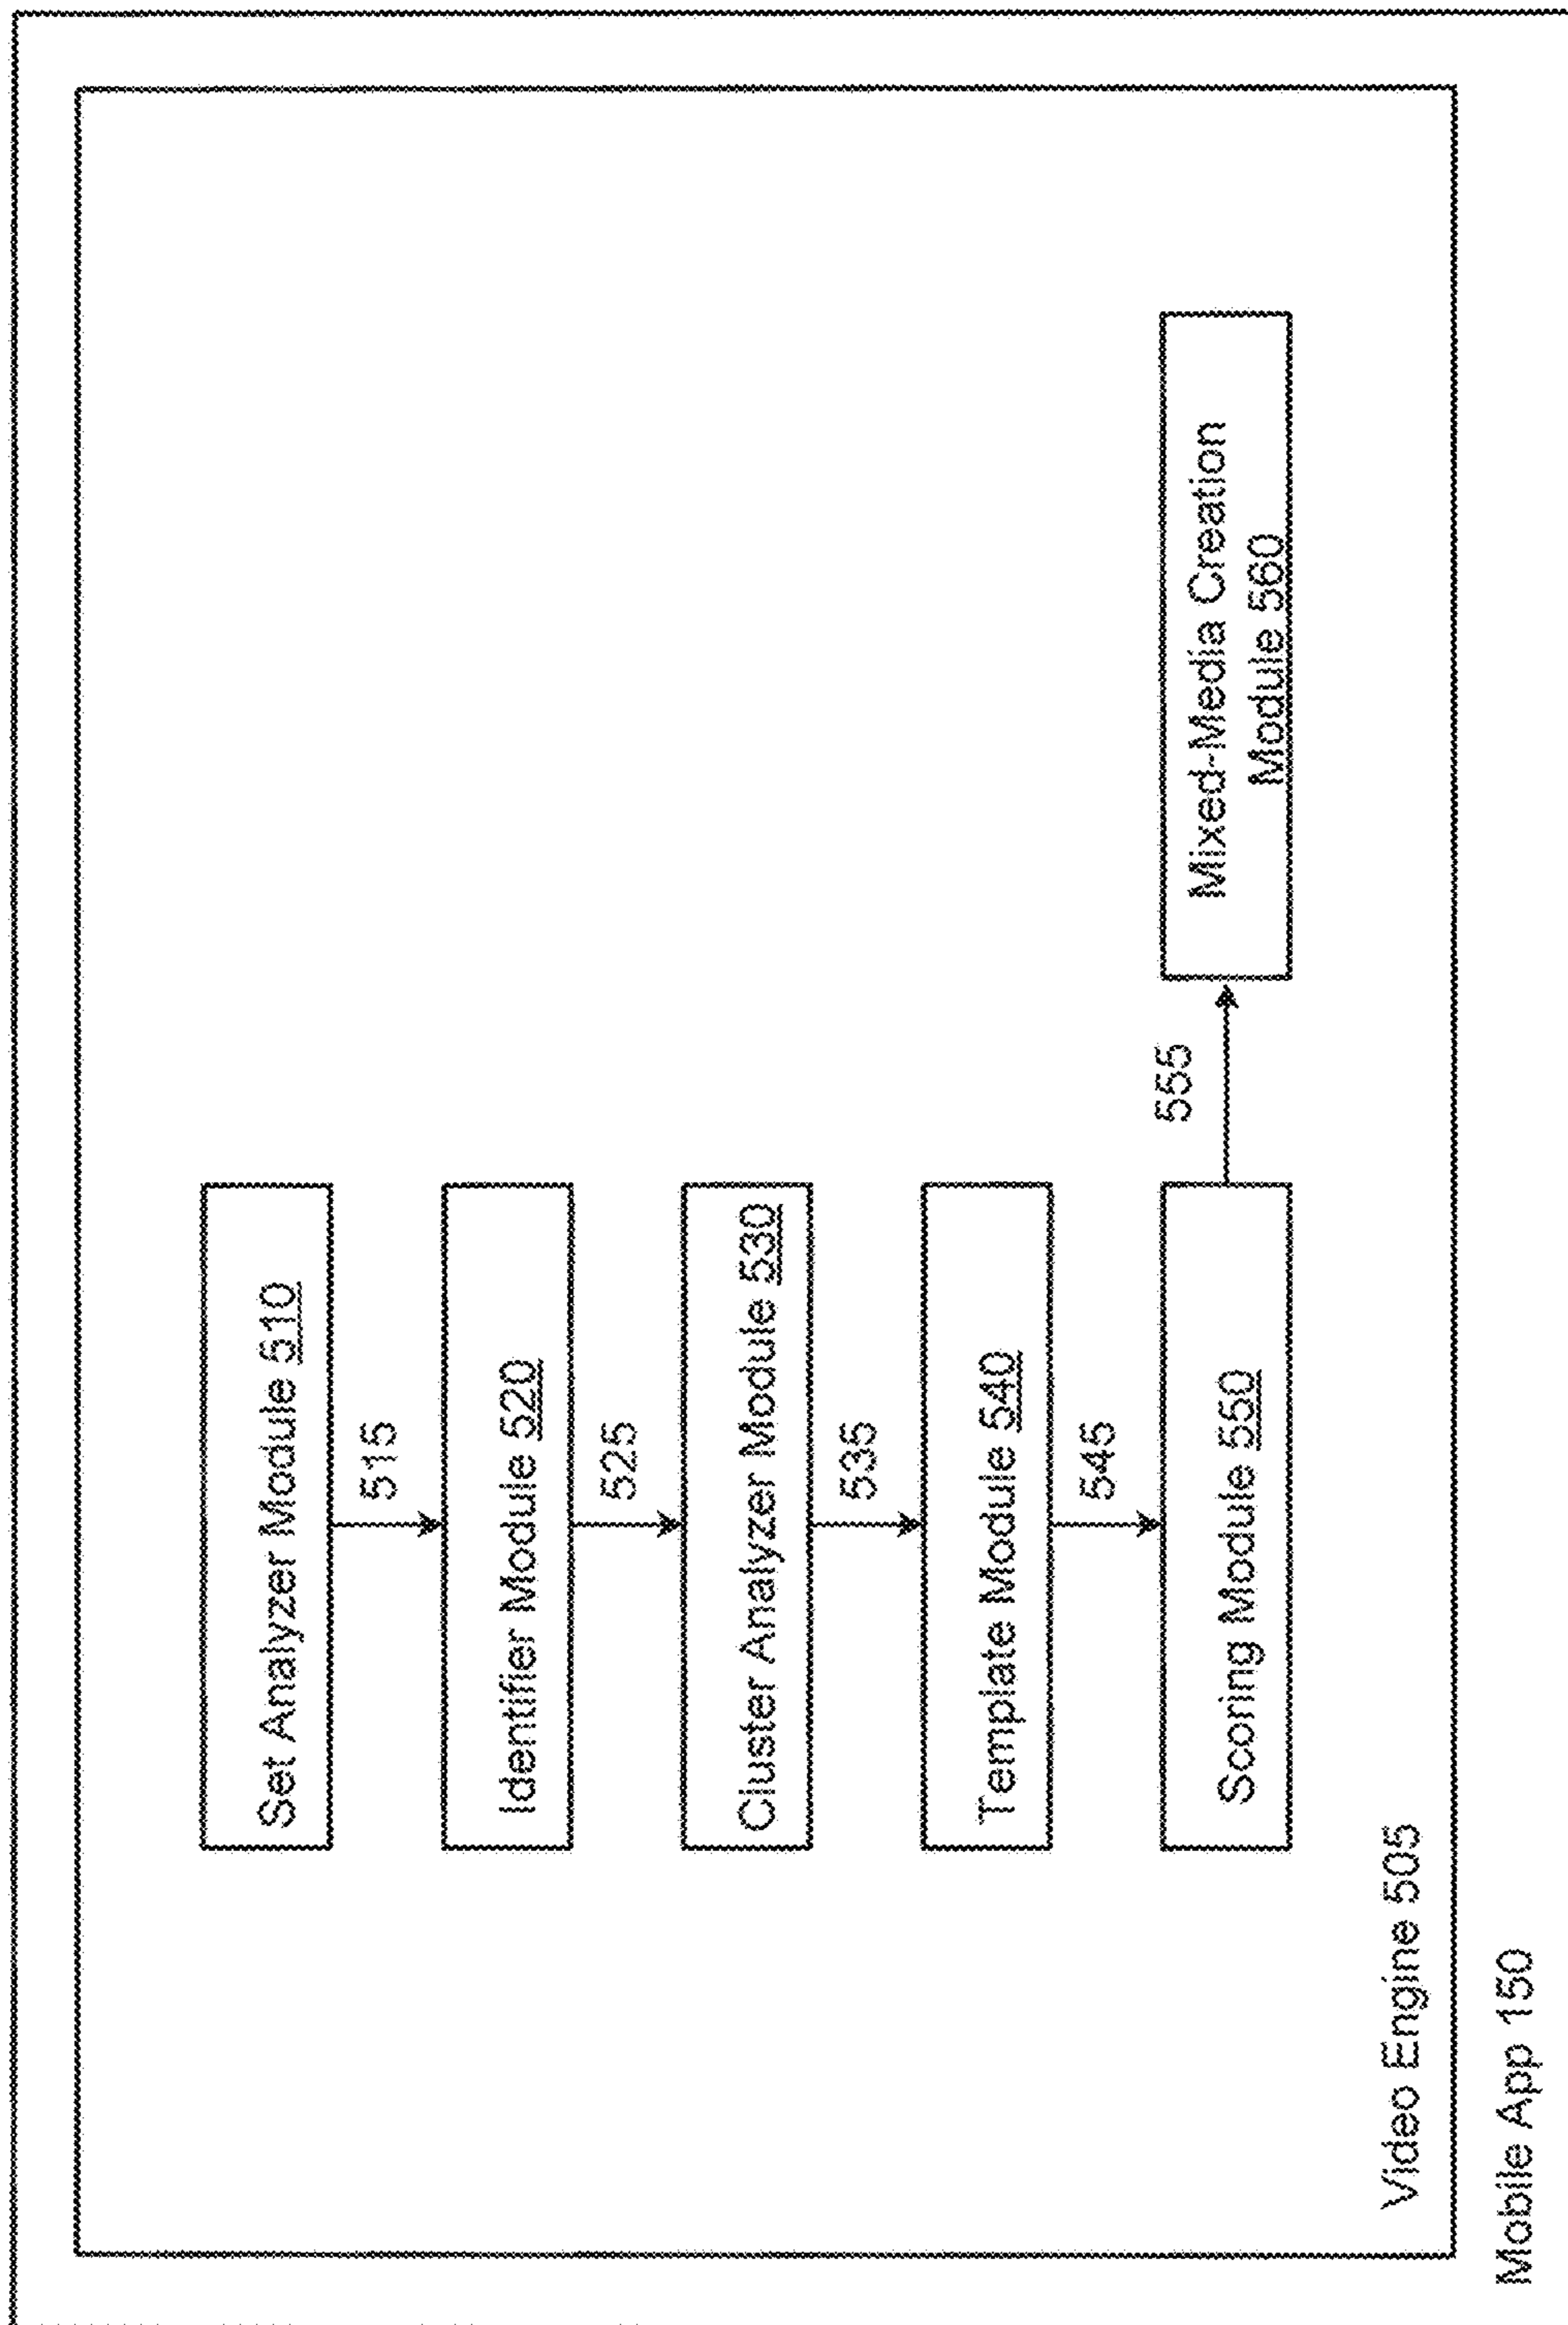 Set Analyzer Module 510
515
Identifier Module 520
525
Cluster Analyzer Module 530
535
Template Module 540
545
Scoring Module 550
555
Mixed-Media Creation
Module 560
Video Engine 505
Mobile App 150